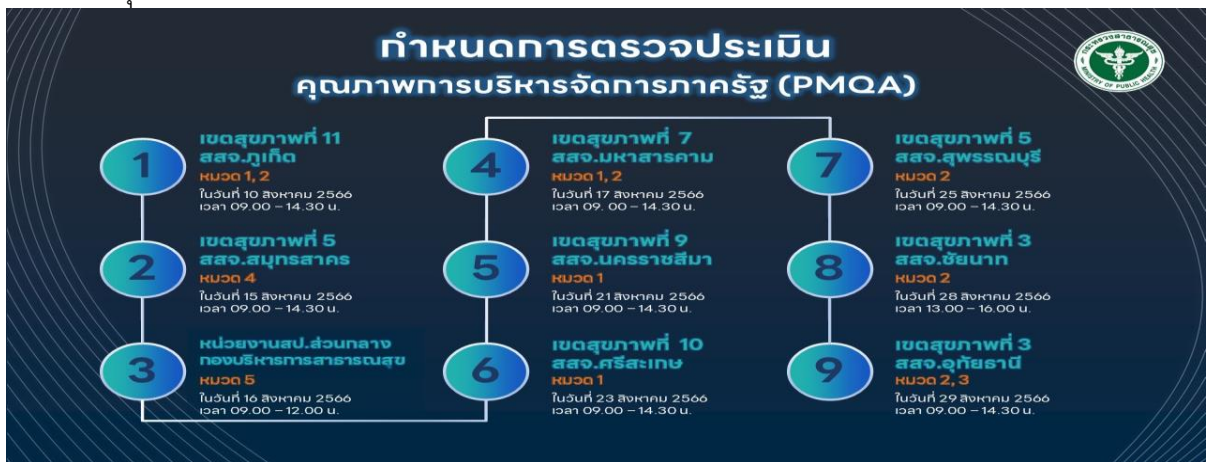 กำหนดการตรวจประเมิน
คุณภาพการบริหารจัดการภาครัฐ (PMQA)
กระทรวงสาธารณสุข
MINISTRY OF PUBLIC HEALTH
1
เขตสุขภาพที่ 11
สสจ.ภูเก็ต
หมวด 1, 2
ในวันที่ 10 สิงหาคม 2566
เวลา 09.00 – 14.30 น.
2
เขตสุขภาพที่ 5
สสจ.สมุทรสาคร
หมวด 4
ในวันที่ 15 สิงหาคม 2566
เวลา 09.00 – 14.30 น.
3
หน่วยงานสป.ส่วนกลาง
กองบริหารการสาธารณสุข
หมวด 5
ในวันที่ 16 สิงหาคม 2566
เวลา 09.00 – 12.00 น.
4
เขตสุขภาพที่ 7
สสจ.มหาสารคาม
หมวด 1, 2
ในวันที่ 17 สิงหาคม 2566
เวลา 09. 00 – 14.30 น.
5
เขตสุขภาพที่ 9
สสจ.นครราชสีมา
หมวด 1
ในวันที่ 21 สิงหาคม 2566
เวลา 09.00 – 14.30 น.
6
เขตสุขภาพที่ 10
สสจ.ศรีสะเกษ
หมวด 1
ในวันที่ 23 สิงหาคม 2566
เวลา 09.00 – 14.30 น.
7
เขตสุขภาพที่ 5
สสจ.สุพรรณบุรี
หมวด 2
ในวันที่ 25 สิงหาคม 2566
เวลา 09.00 – 14.30 น.
8
เขตสุขภาพที่ 3
สสจ.ชัยนาท
หมวด 2
ในวันที่ 28 สิงหาคม 2566
เวลา 13.00 – 16.00 น.
9
เขตสุขภาพที่ 3
สสจ.อุทัยธานี
หมวด 2, 3
ในวันที่ 29 สิงหาคม 2566
เวลา 09.00 – 14.30 น.